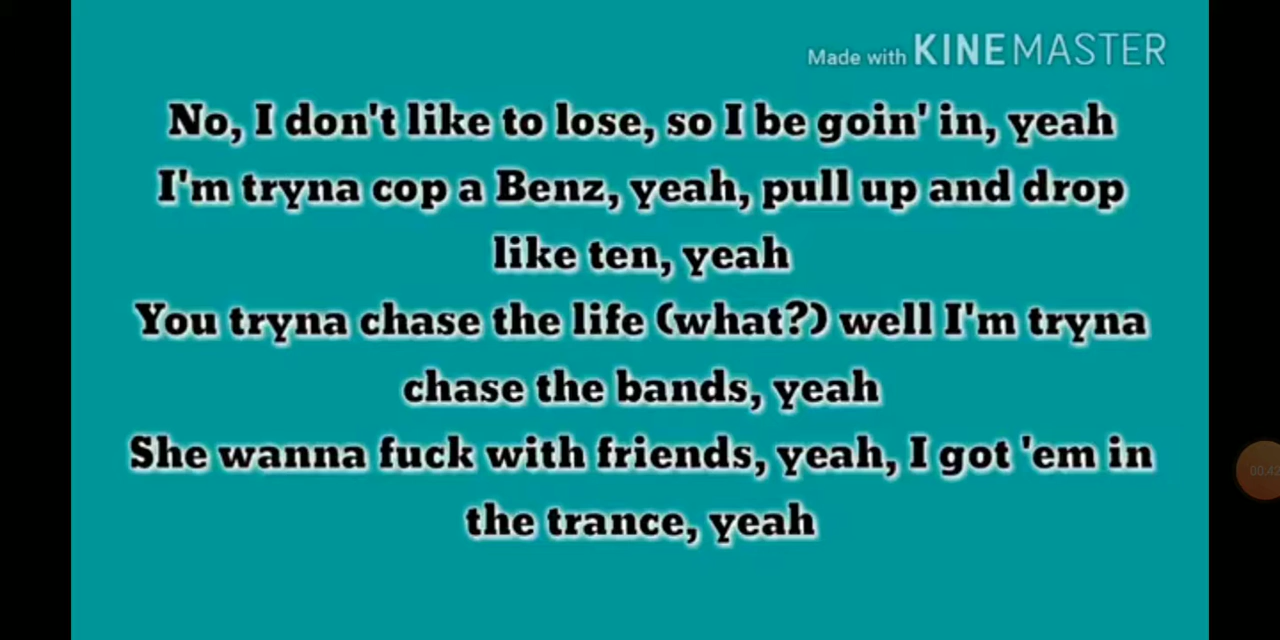 Made with KINEMASTER
No, I don't like to lose, so I be goin' in, yeah
I'm tryna cop a Benz, yeah, pull up and drop
like ten, yeah
You tryna chase the life (what?) well I'm tryna
chase the bands, yeah
She wanna fuck with friends, yeah, I got 'em in
the trance, yeah